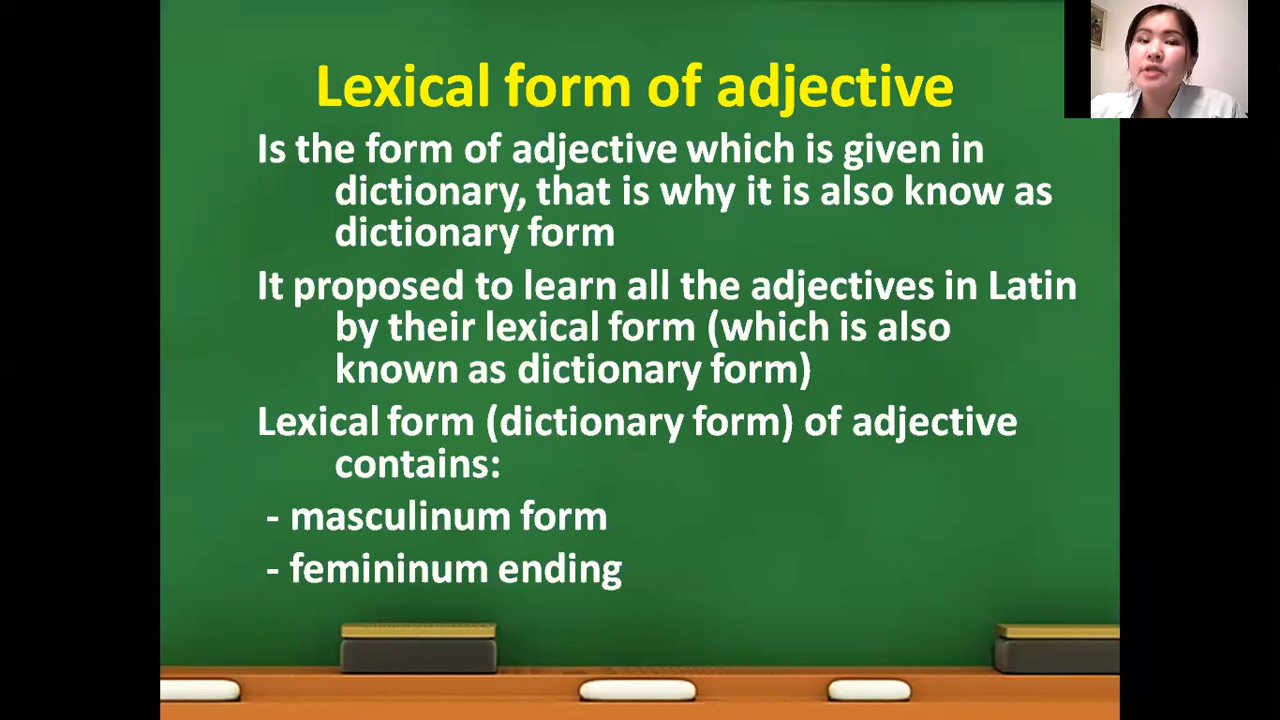 Lexical form of adjective
Is the form of adjective which is given in
dictionary, that is why it is also know as
dictionary form
It proposed to learn all the adjectives in Latin
by their lexical form (which is also
known as dictionary form)
Lexical form (dictionary form) of adjective
contains:
- masculinum form
- femininum ending